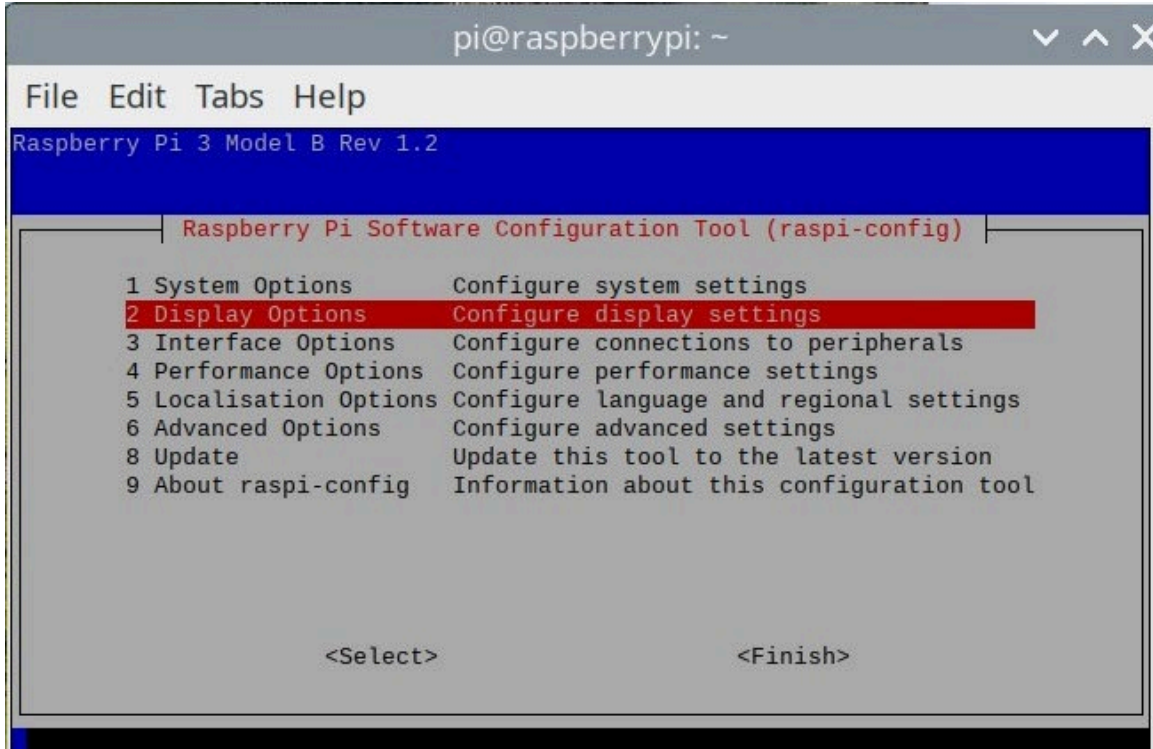 pi@raspberrypi: ~
File Edit Tabs Help
Raspberry Pi 3 Model B Rev 1.2
Raspberry Pi Software Configuration Tool (raspi-config)
1 System Options Configure system settings
2 Display Options Configure display settings
3 Interface Options Configure connections to peripherals
4 Performance Options Configure performance settings
5 Localisation Options Configure language and regional settings
6 Advanced Options Configure advanced settings
8 Update Update this tool to the latest version
9 About raspi-config Information about this configuration tool
<Select> <Finish>